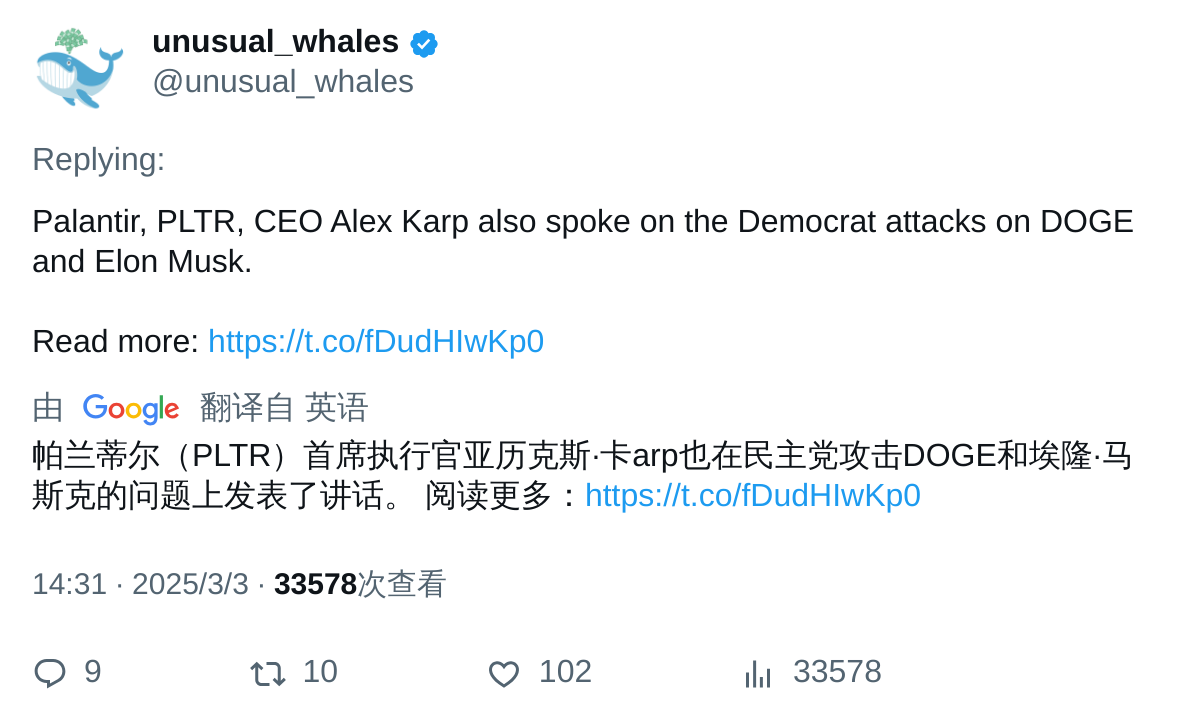 unusual_whales
@unusual_whales
Replying:
Palantir, PLTR, CEO Alex Karp also spoke on the Democrat attacks on DOGE
and Elon Musk.
Read more: https://t.co/fDudHIwKp0
由 Google 翻译自 英语
帕兰蒂尔（PLTR）首席执行官亚历克斯·卡arp也在民主党攻击DOGE和埃隆·马
斯克的问题上发表了讲话。 阅读更多：https://t.co/fDudHIwKp0
14:31 · 2025/3/3 · 33578次查看
9 10 102 33578